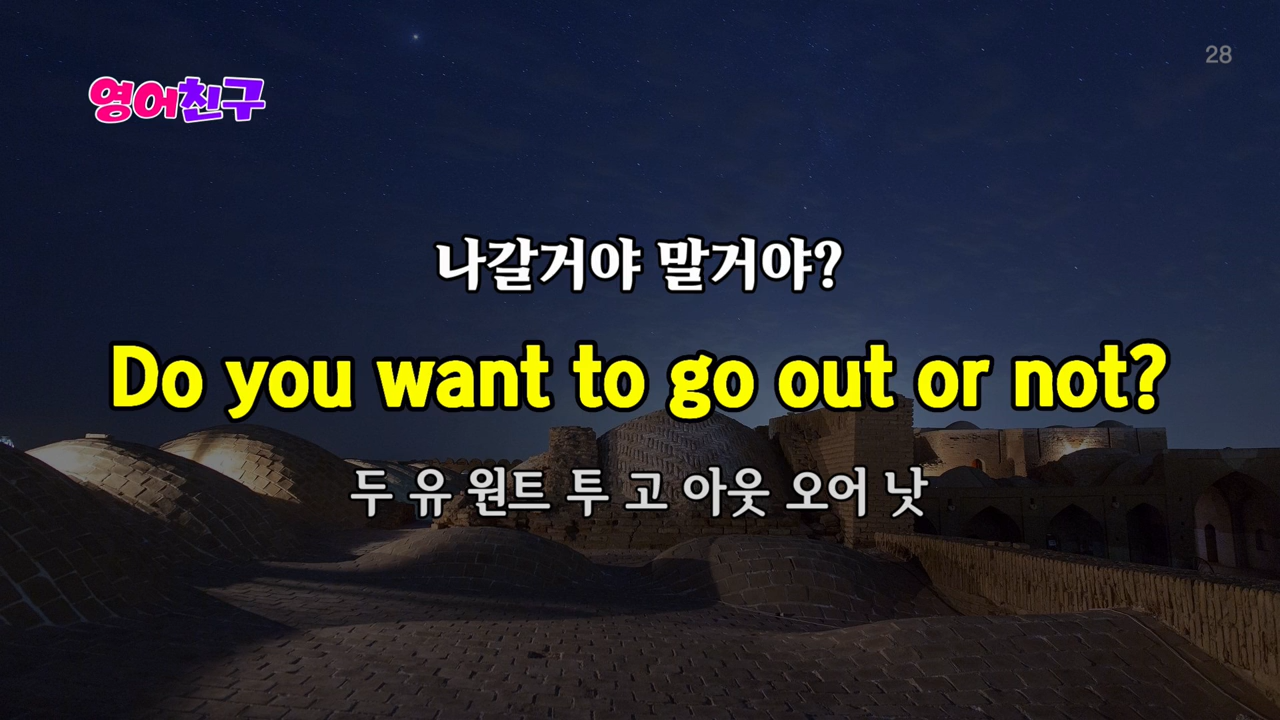 영어친구
28
나갈거야 말거야?
Do you want to go out or not?
두 유 원트 투 고 아웃 오어 낫